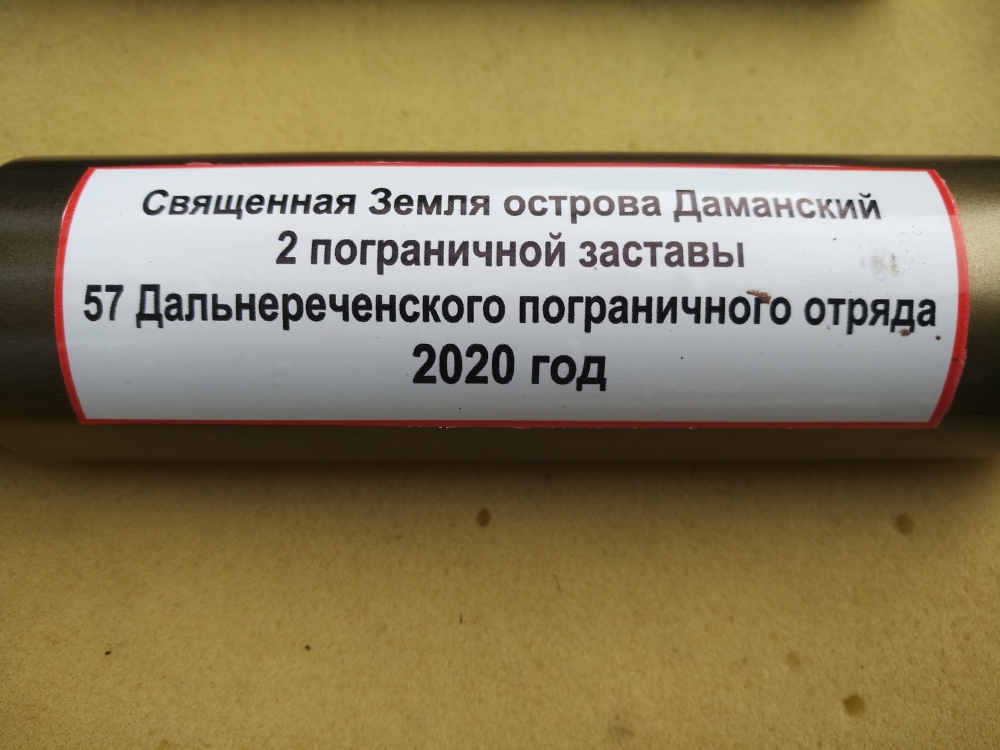 Священная Земля острова Даманский
2 пограничной заставы
57 Дальнереченского пограничного отряда
2020 год